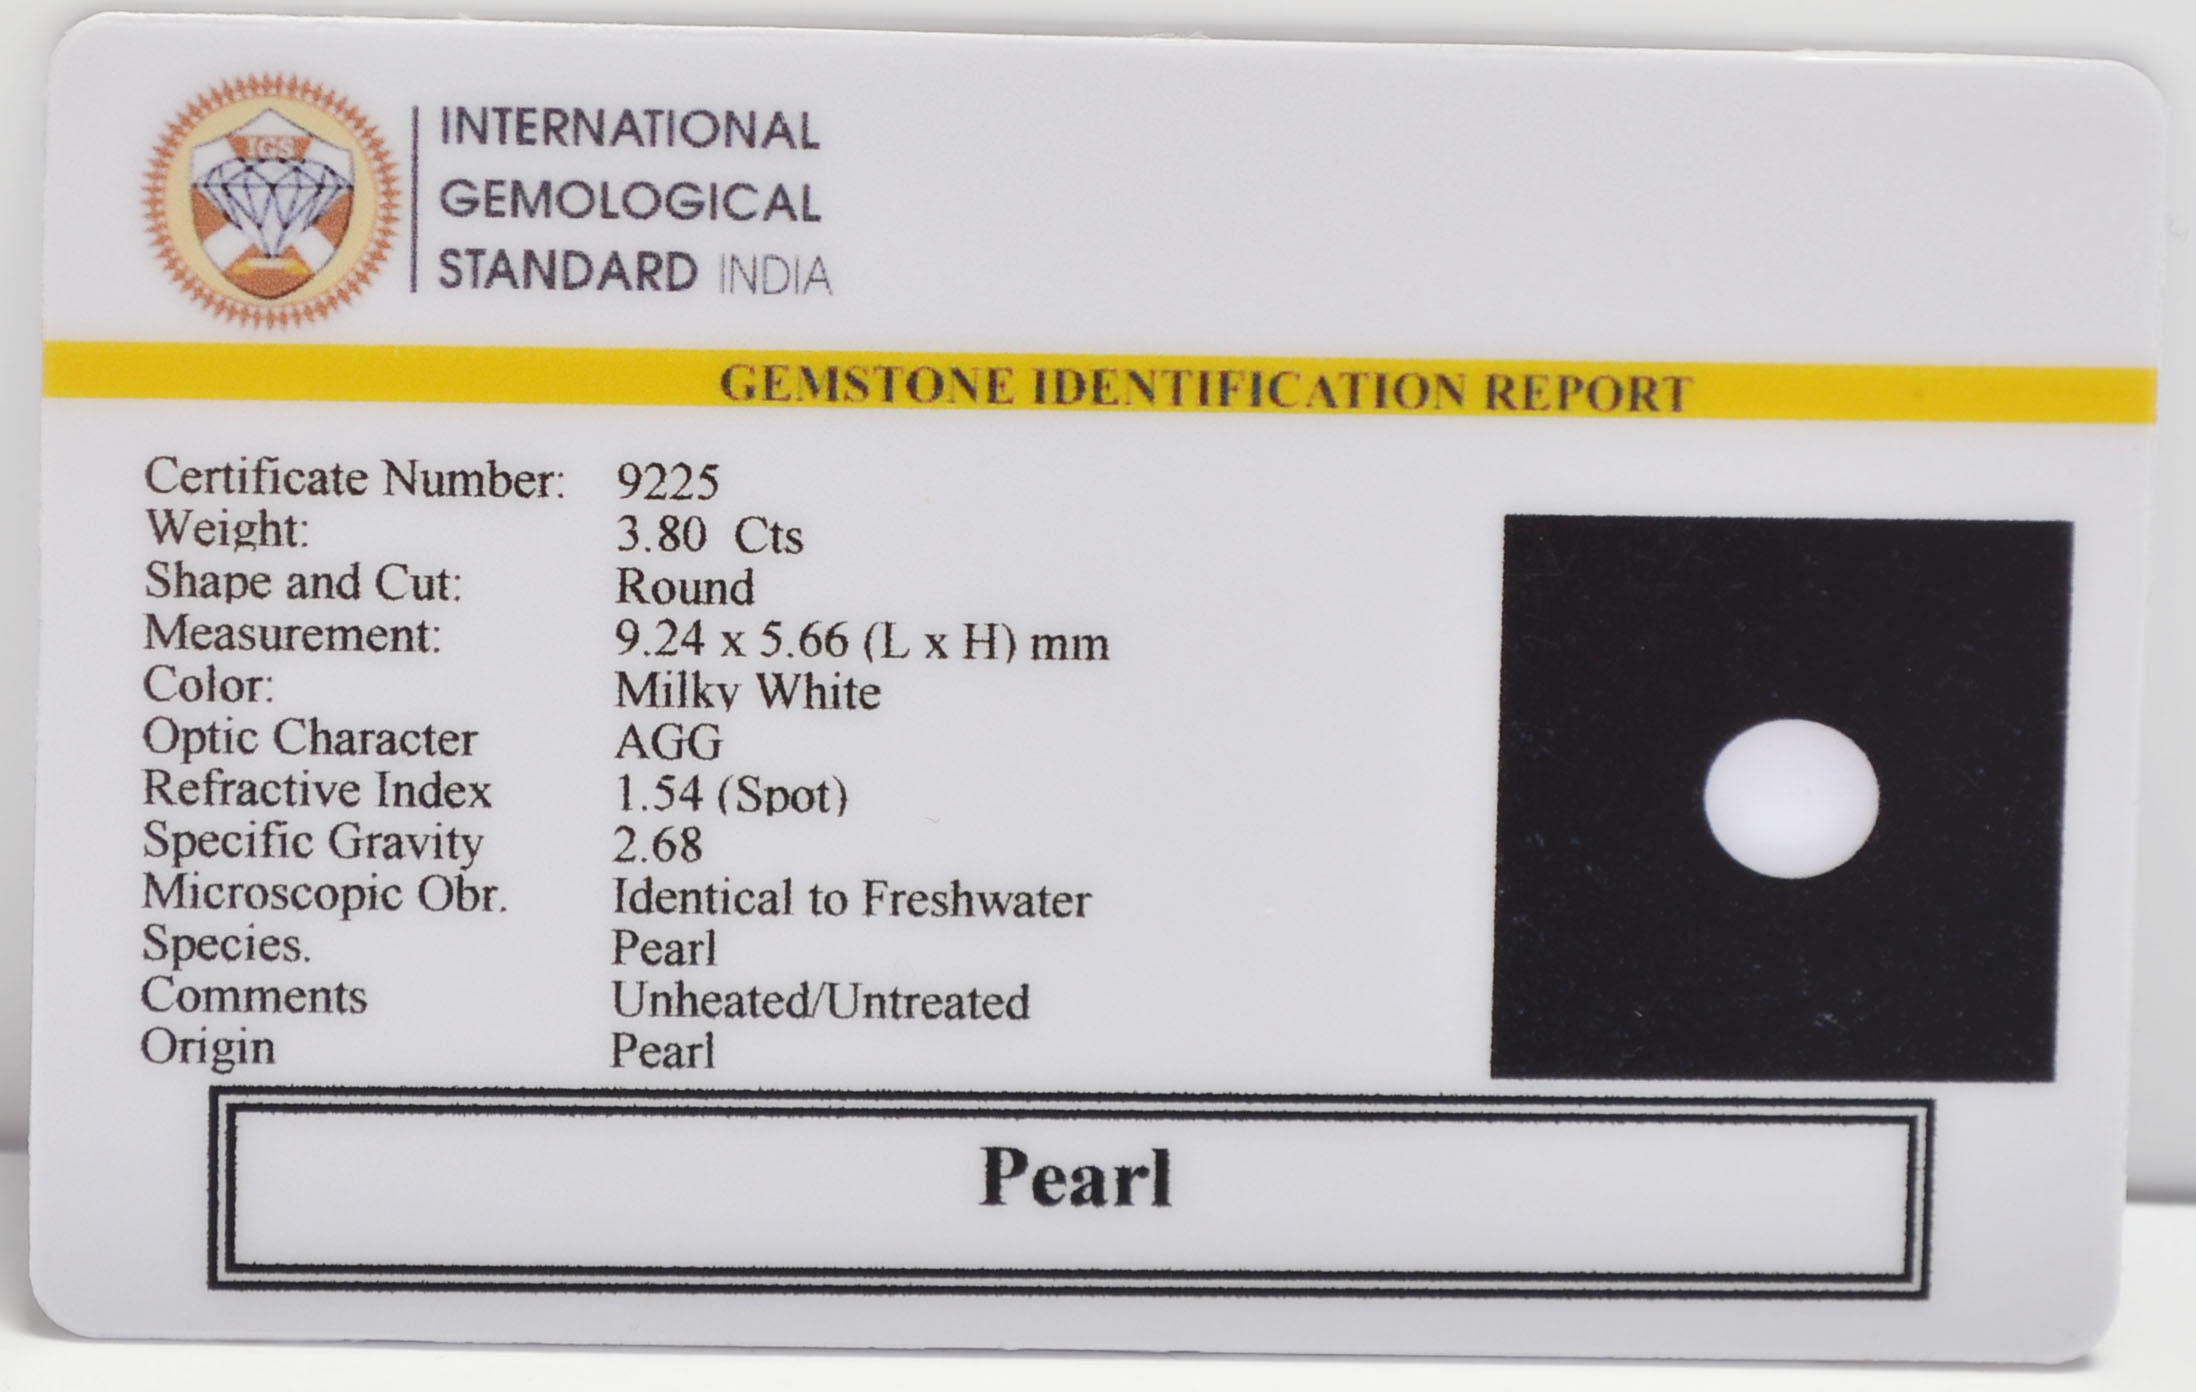 IGS
INTERNATIONAL
GEMOLOGICAL
STANDARD INDIA
GEMSTONE IDENTIFICATION REPORT
Certificate Number: 9225
Weight: 3.80 Cts
Shape and Cut: Round
Measurement: 9.24 x 5.66 (L x H) mm
Color: Milky White
Optic Character AGG
Refractive Index 1.54 (Spot)
Specific Gravity 2.68
Microscopic Obr. Identical to Freshwater
Species. Pearl
Comments Unheated/Untreated
Origin Pearl
Pearl